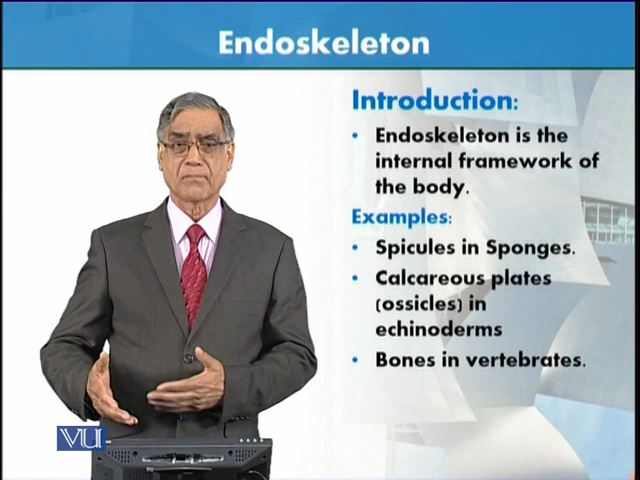 Endoskeleton
Introduction:
• Endoskeleton is the
internal framework of
the body.
Examples:
• Spicules in Sponges.
• Calcareous plates
(ossicles) in
echinoderms
• Bones in vertebrates.
VU